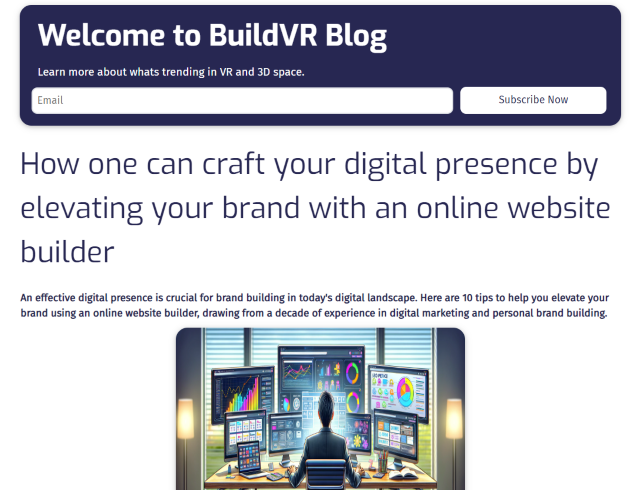 Welcome to BuildVR Blog
Learn more about whats trending in VR and 3D space.
Email
Subscribe Now
How one can craft your digital presence by
elevating your brand with an online website
builder
An effective digital presence is crucial for brand building in today's digital landscape. Here are 10 tips to help you elevate your
brand using an online website builder, drawing from a decade of experience in digital marketing and personal brand building.